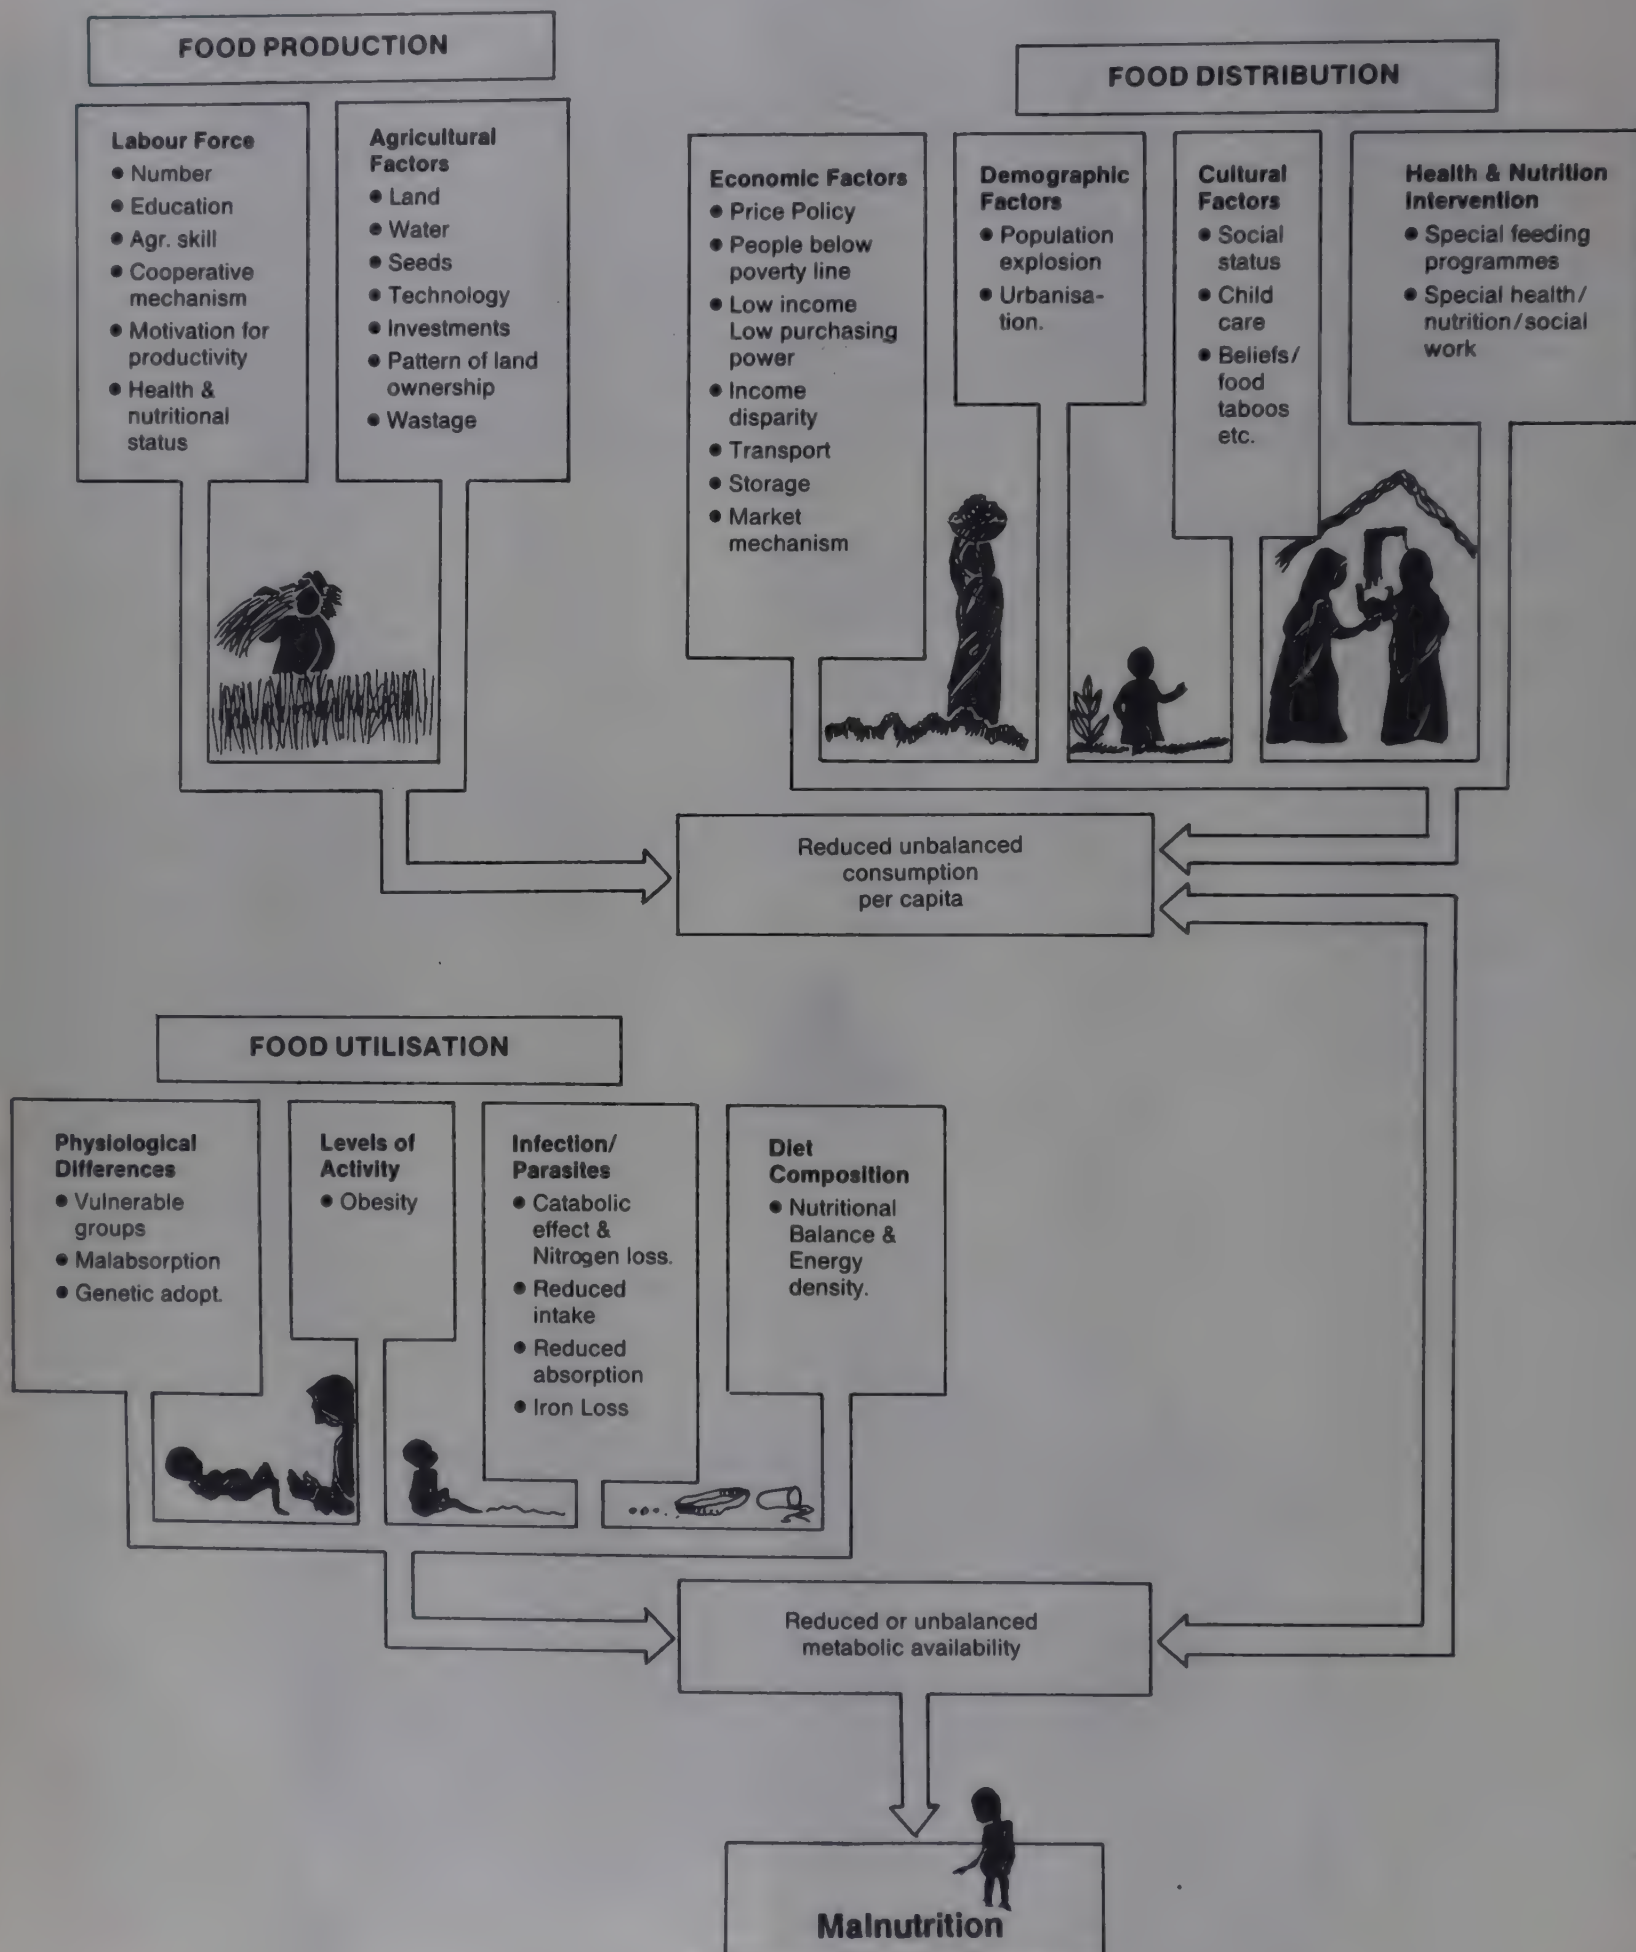 FOOD PRODUCTION
Labour Force
● Number
● Education
● Agr. skill
● Cooperative
mechanism
● Motivation for
productivity
● Health &
nutritional
status
Agricultural
Factors
● Land
● Water
● Seeds
● Technology
● Investments
● Pattern of land
ownership
● Wastage
FOOD DISTRIBUTION
Economic Factors
● Price Policy
● People below
poverty line
● Low income
Low purchasing
power
● Income
disparity
● Transport
● Storage
● Market
mechanism
Demographic
Factors
● Population
explosion
● Urbanisa-
tion.
Cultural
Factors
● Social
status
● Child
care
● Beliefs/
food
taboos
etc.
Health & Nutrition
Intervention
● Special feeding
programmes
● Special health/
nutrition/social
work
Reduced unbalanced
consumption
per capita
FOOD UTILISATION
Physiological
Differences
● Vulnerable
groups
● Malabsorption
● Genetic adopt.
Levels of
Activity
● Obesity
Infection/
Parasites
● Catabolic
effect &
Nitrogen loss.
● Reduced
intake
● Reduced
absorption
● Iron Loss
Diet
Composition
● Nutritional
Balance &
Energy
density.
Reduced or unbalanced
metabolic availability
Malnutrition